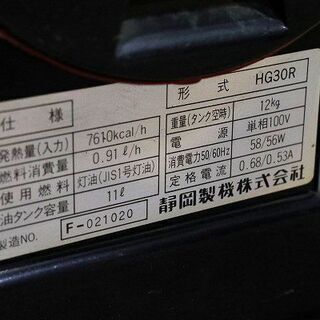 仕 様
形 式 HG30R
発熱量(入力) 7610kcal/h
重量(タンク空時) 12kg
燃料消費量 0.91ℓ/h
電 源 単相100V
使用燃料 灯油(JIS1号灯油)
消費電力50/60Hz 58/56W
油タンク容量 11ℓ
定格電流 0.68/0.53A
製造NO. F-021020
静岡製機株式会社